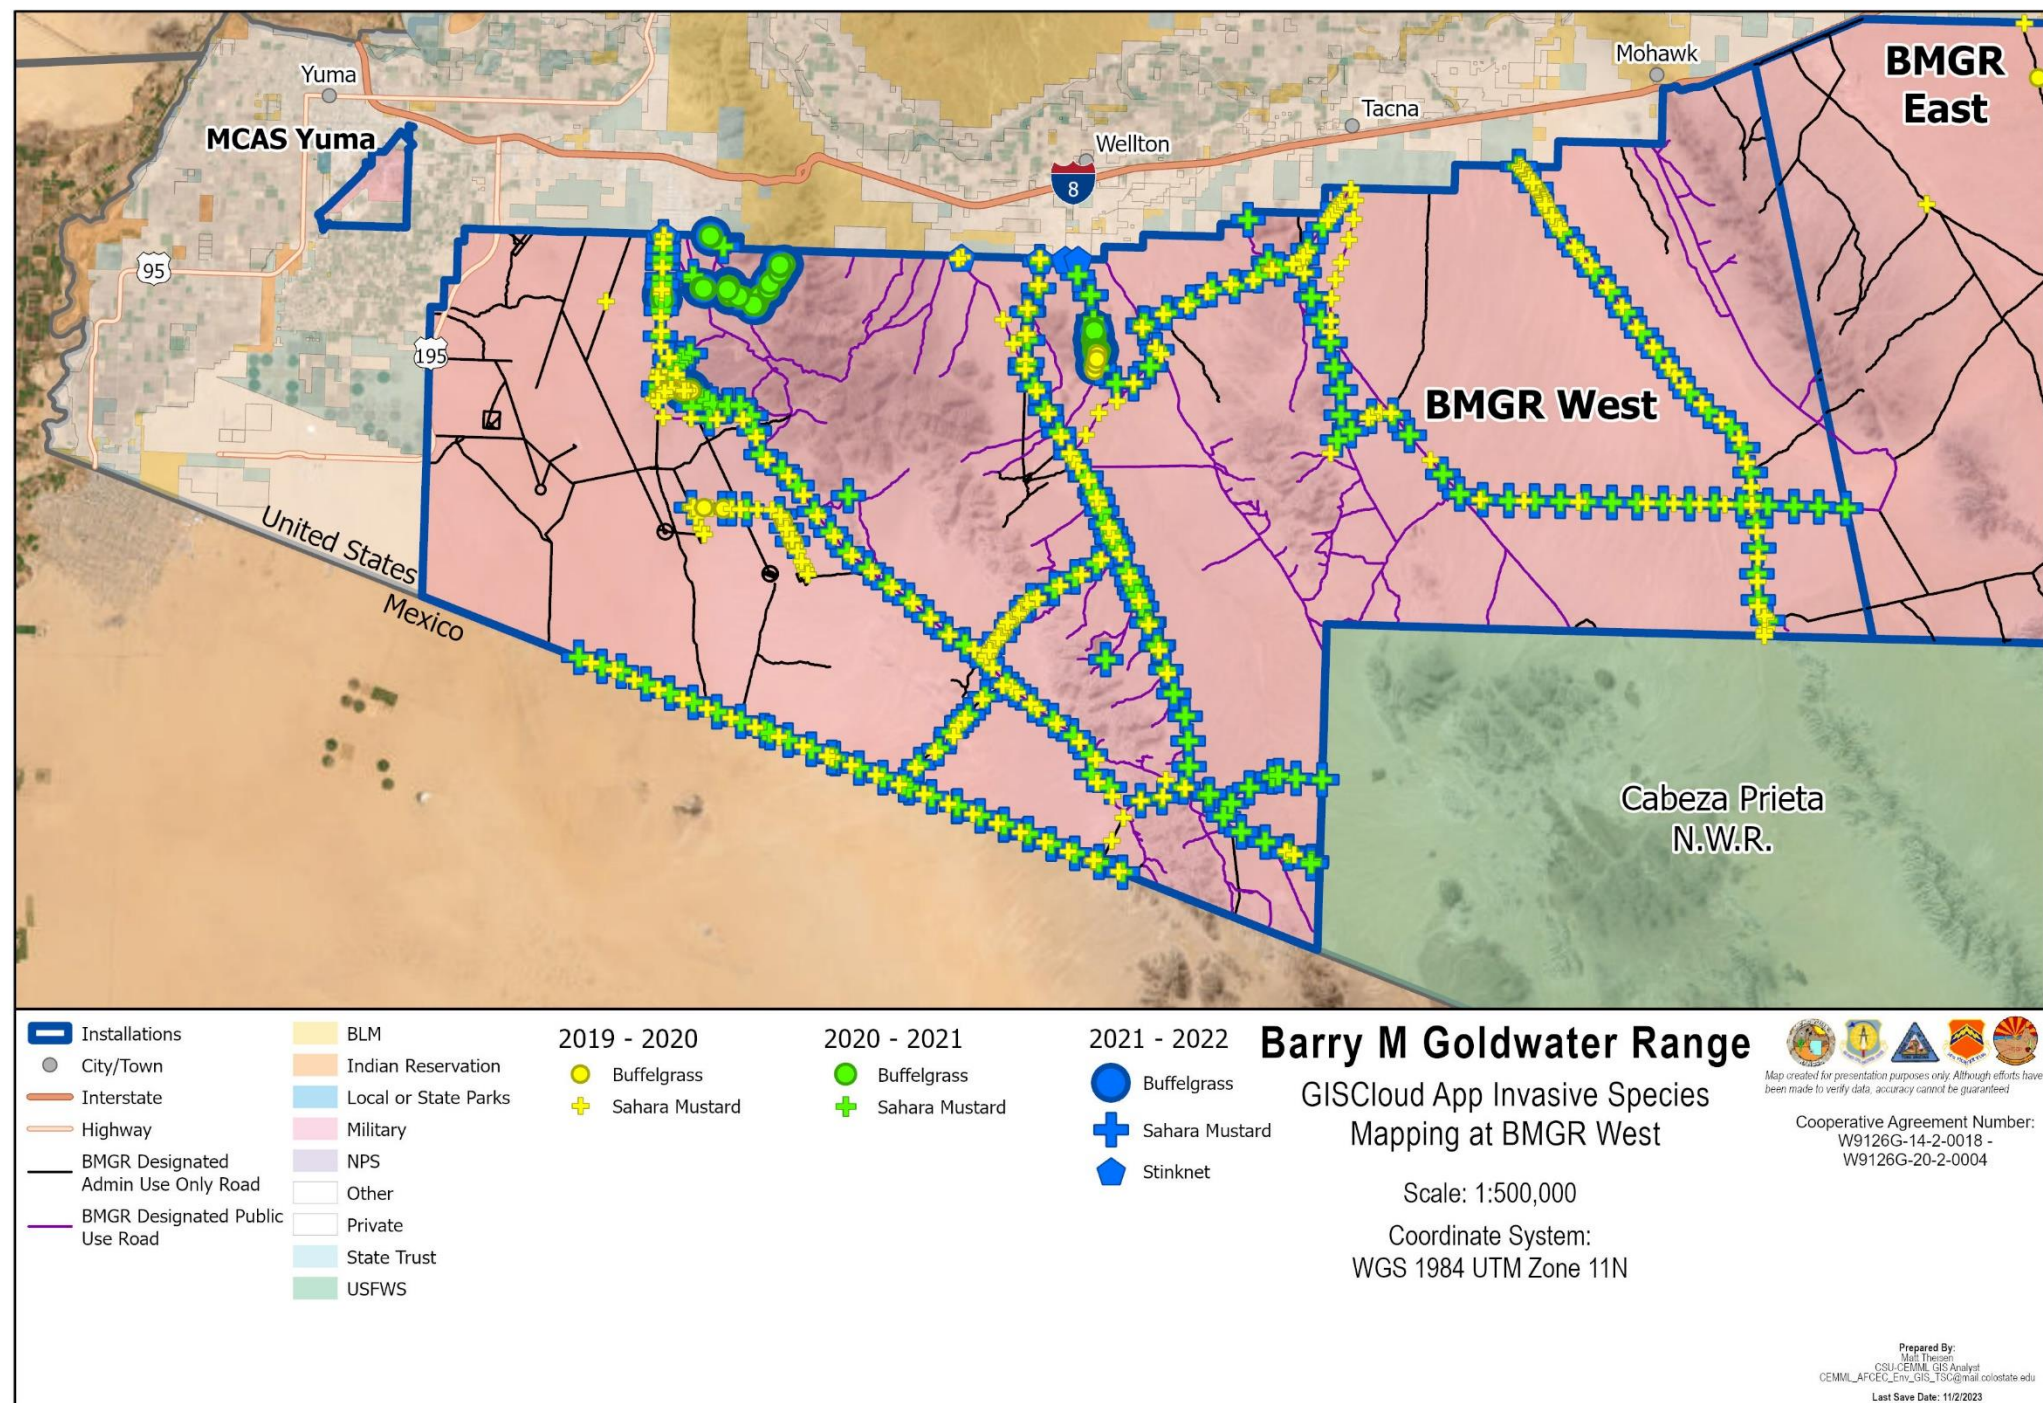 BMGR
East
Mohawk
Yuma
Tacna
MCAS Yuma
Wellton
8
95
195
BMGR West
United States
Mexico
Cabeza Prieta
N.W.R.
Installations
City/Town
Interstate
Highway
BMGR Designated
Admin Use Only Road
BMGR Designated Public
Use Road
BLM
Indian Reservation
Local or State Parks
Military
NPS
Other
Private
State Trust
USFWS
2019 - 2020
Buffelgrass
Sahara Mustard
2020 - 2021
Buffelgrass
Sahara Mustard
2021 - 2022
Buffelgrass
Sahara Mustard
Stinknet
Barry M Goldwater Range
GISCloud App Invasive Species
Mapping at BMGR West
Scale: 1:500,000
Coordinate System:
WGS 1984 UTM Zone 11N
Map created for presentation purposes only. Although efforts have
been made to verify data, accuracy cannot be guaranteed
Cooperative Agreement Number:
W9126G-14-2-0018 -
W9126G-20-2-0004
Prepared By:
Matt Theisen
CSU-CEMML GIS Analyst
CEMML_AFCEC_Env_GIS_TSC@mail.colostate.edu
Last Save Date: 11/2/2023